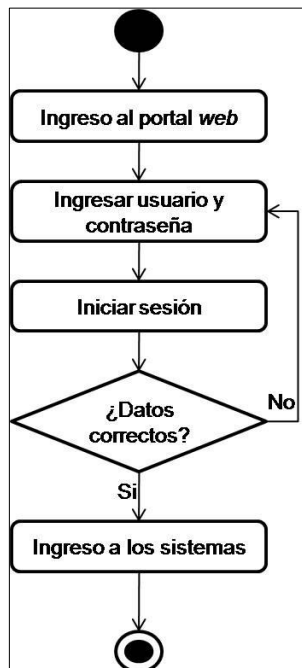 Ingreso al portal web
Ingresar usuario y
contraseña
Iniciar sesión
¿Datos
correctos?
No
Si
Ingreso a los sistemas